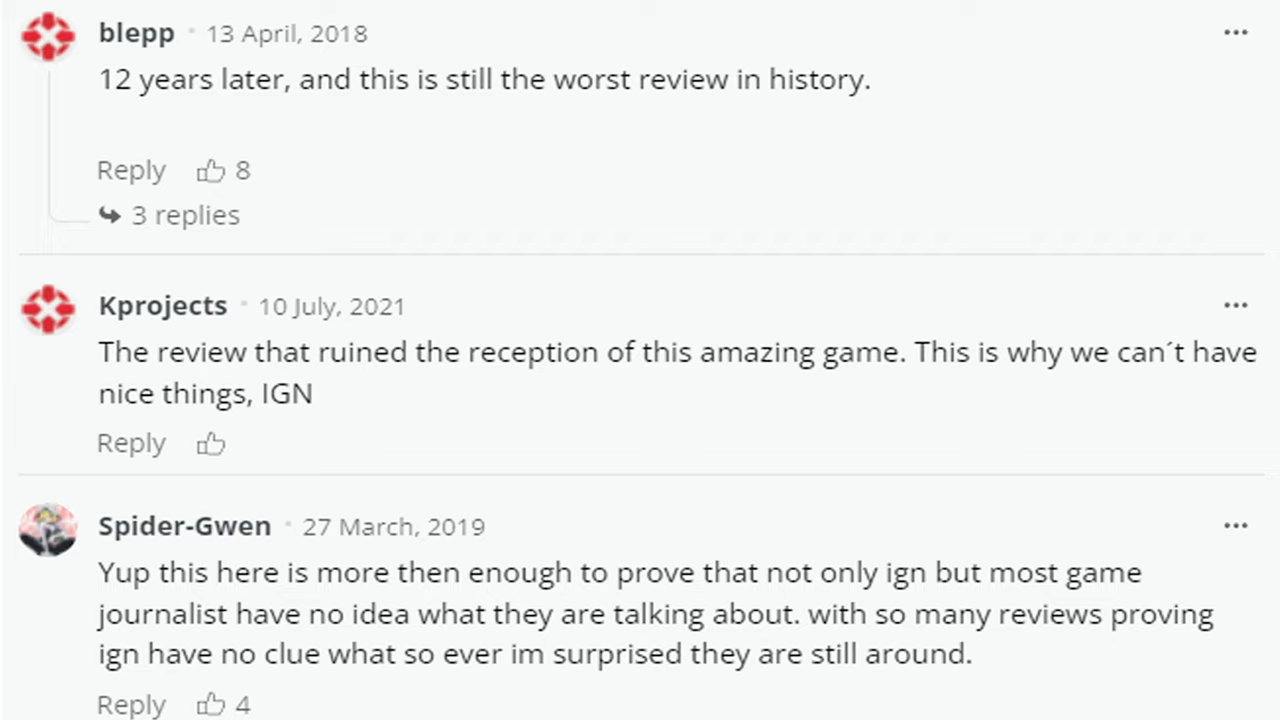 blepp • 13 April, 2018
12 years later, and this is still the worst review in history.
Reply 8
3 replies
Kprojects • 10 July, 2021
The review that ruined the reception of this amazing game. This is why we can´t have
nice things, IGN
Reply
Spider-Gwen • 27 March, 2019
Yup this here is more then enough to prove that not only ign but most game
journalist have no idea what they are talking about. with so many reviews proving
ign have no clue what so ever im surprised they are still around.
Reply 4